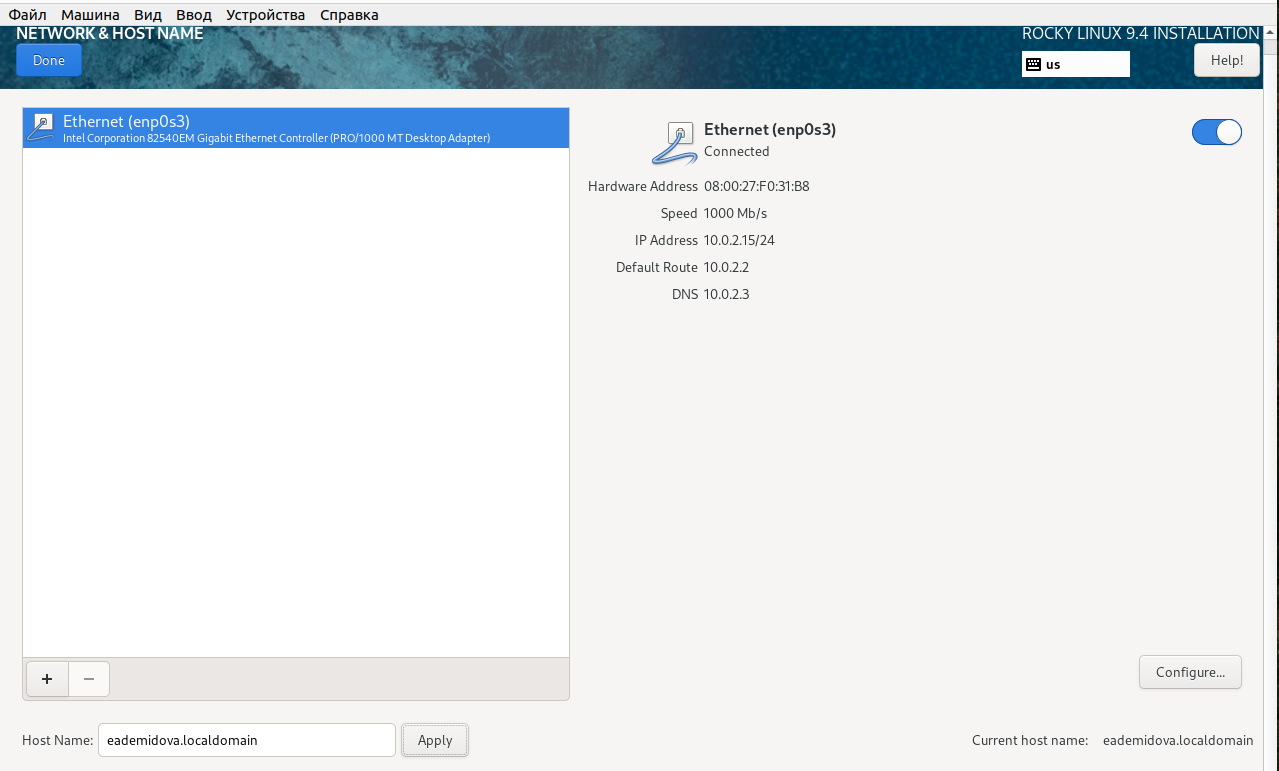 Файл Машина Вид Ввод Устройства Справка
NETWORK & HOST NAME
ROCKY LINUX 9.4 INSTALLATION
Done
us
Help!
Ethernet (enp0s3)
Intel Corporation 82540EM Gigabit Ethernet Controller (PRO/1000 MT Desktop Adapter)
Ethernet (enp0s3)
Connected
Hardware Address 08:00:27:F0:31:B8
Speed 1000 Mb/s
IP Address 10.0.2.15/24
Default Route 10.0.2.2
DNS 10.0.2.3
+ −
Configure...
Host Name: eademidova.localdomain Apply
Current host name: eademidova.localdomain